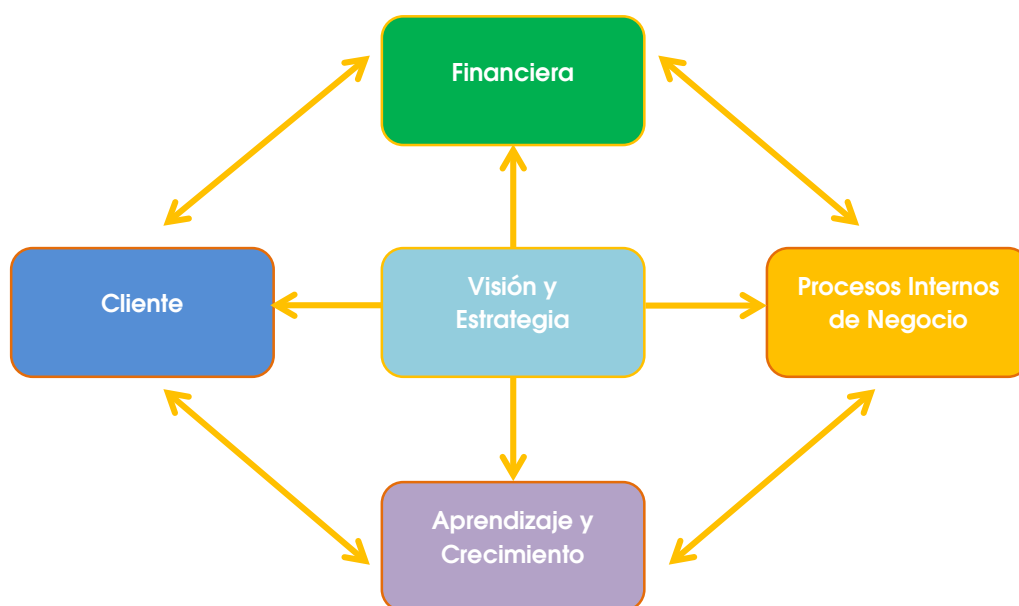 Financiera
Cliente
Visión y
Estrategia
Procesos Internos
de Negocio
Aprendizaje y
Crecimiento